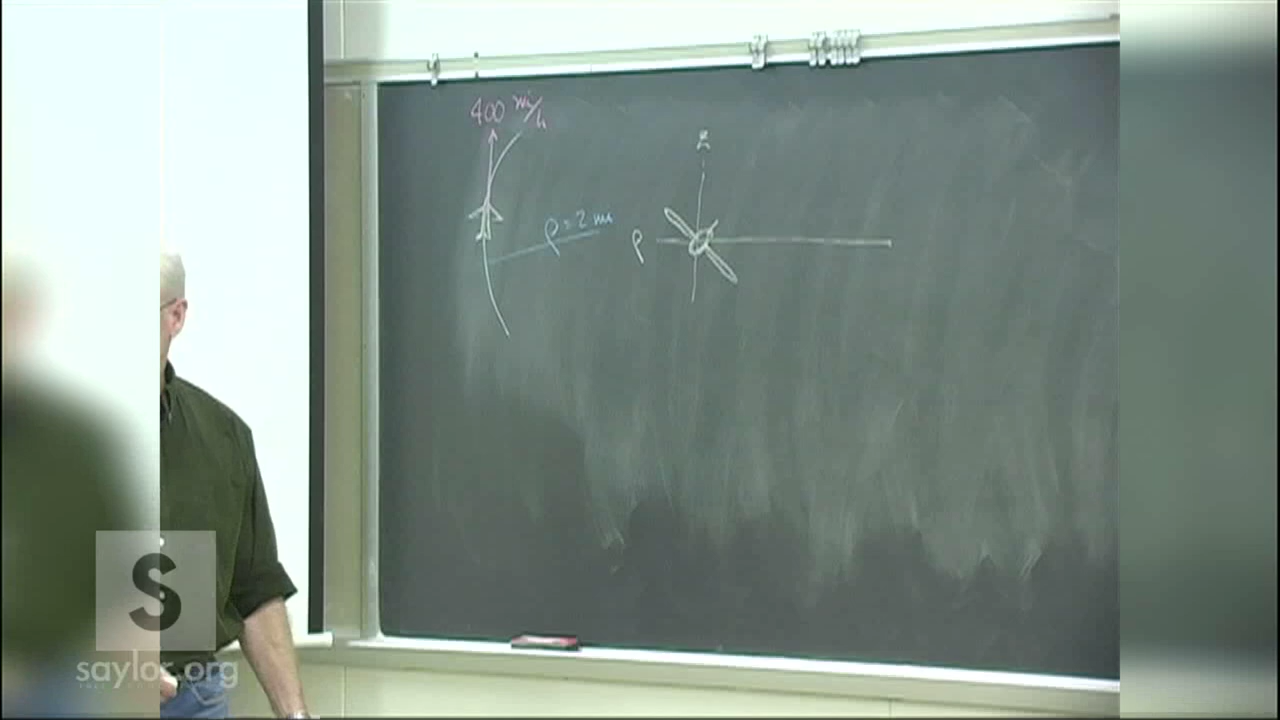 400 mi/h
ρ = 2 mi
z
ρ
S
saylor.org